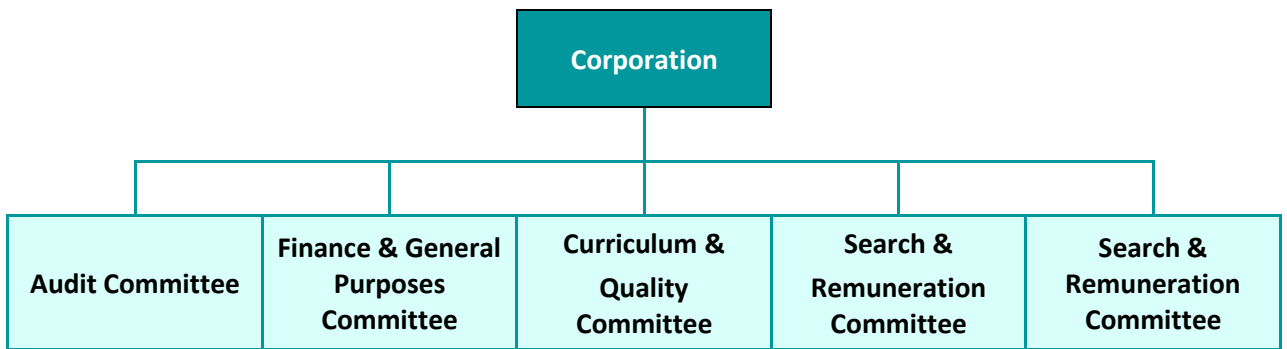 Corporation
Audit Committee
Finance & General
Purposes
Committee
Curriculum &
Quality
Committee
Search &
Remuneration
Committee
Search &
Remuneration
Committee